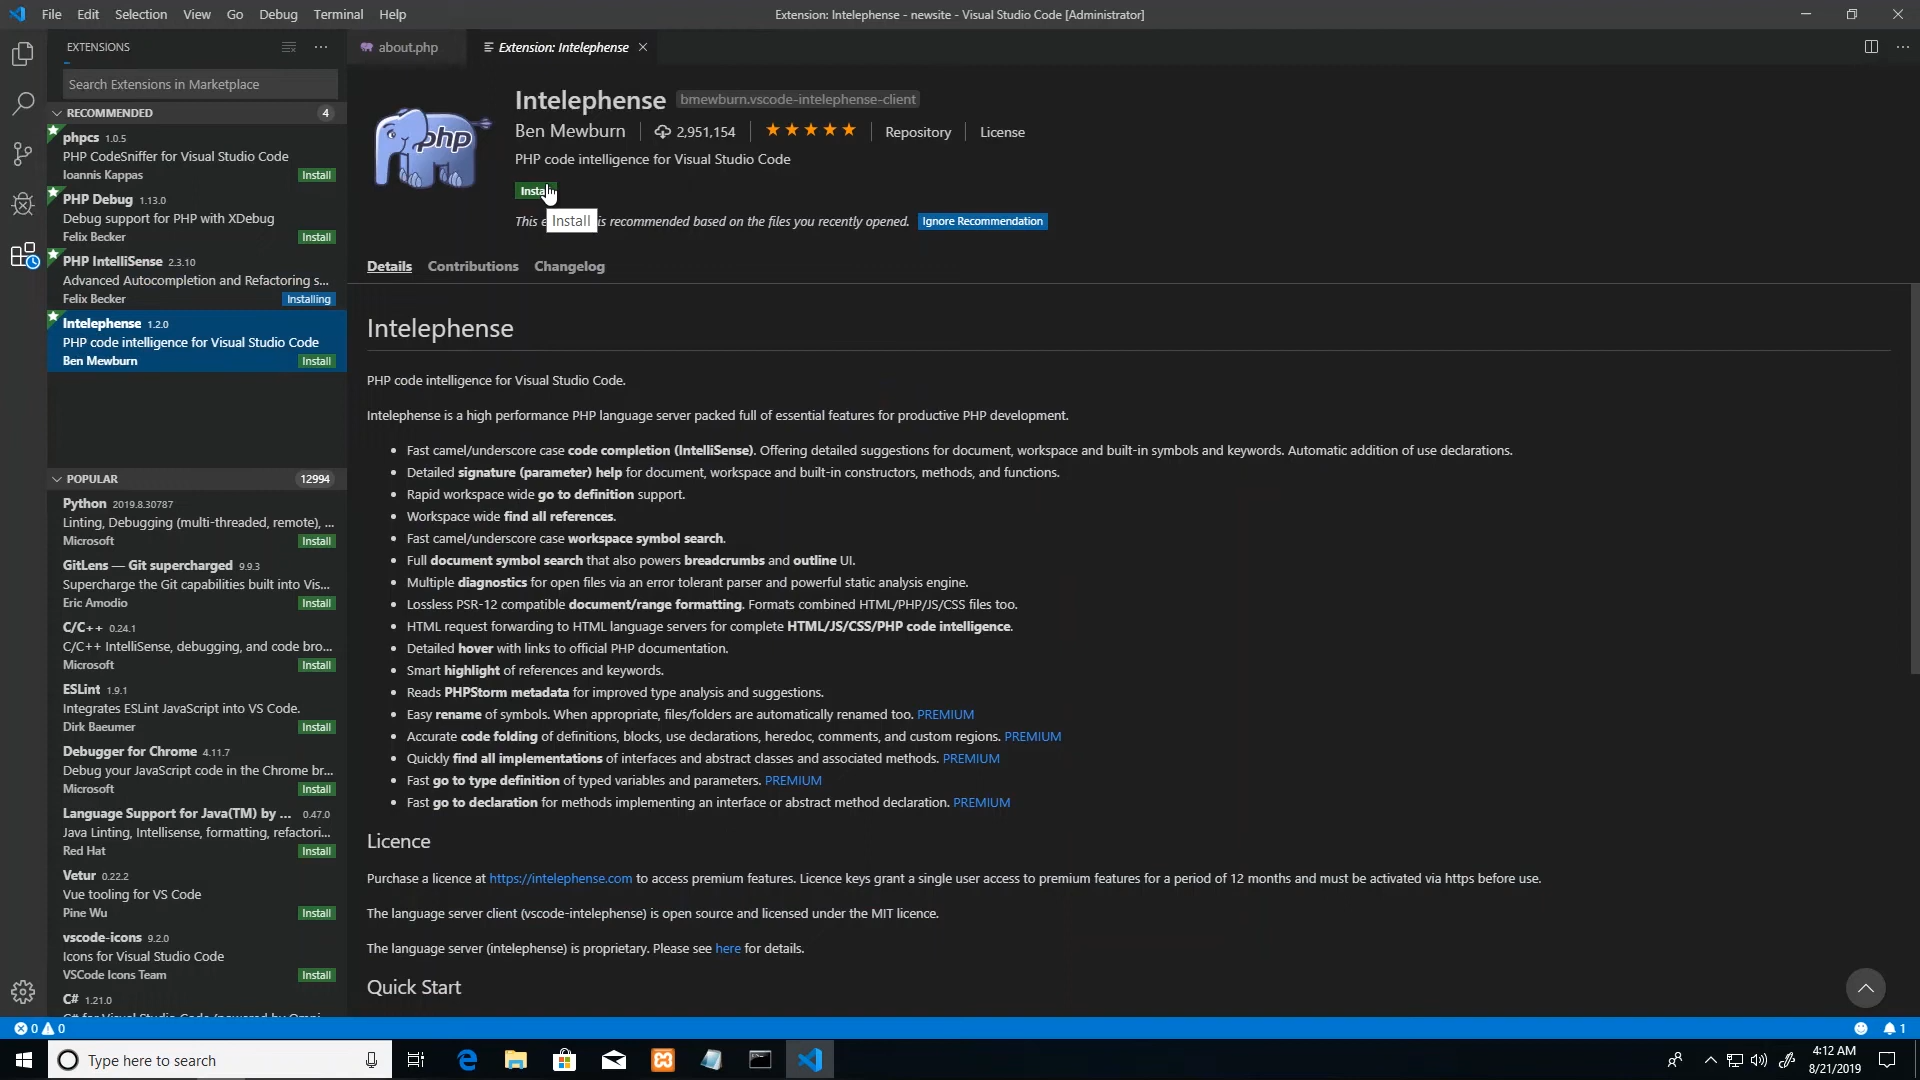 File Edit Selection View Go Debug Terminal Help
Extension: Intelephense - newsite - Visual Studio Code [Administrator]
EXTENSIONS
Search Extensions in Marketplace
RECOMMENDED 4
phpcs 1.0.5
PHP CodeSniffer for Visual Studio Code
Ioannis Kappas Install
PHP Debug 1.13.0
Debug support for PHP with XDebug
Felix Becker Install
PHP IntelliSense 2.3.10
Advanced Autocompletion and Refactoring s...
Felix Becker Installing
Intelephense 1.2.0
PHP code intelligence for Visual Studio Code
Ben Mewburn Install
POPULAR 12994
Python 2019.8.30787
Linting, Debugging (multi-threaded, remote), ...
Microsoft Install
GitLens — Git supercharged 9.9.3
Supercharge the Git capabilities built into Vis...
Eric Amodio Install
C/C++ 0.24.1
C/C++ IntelliSense, debugging, and code bro...
Microsoft Install
ESLint 1.9.1
Integrates ESLint JavaScript into VS Code.
Dirk Baeumer Install
Debugger for Chrome 4.11.7
Debug your JavaScript code in the Chrome br...
Microsoft Install
Language Support for Java(TM) by ... 0.47.0
Java Linting, Intellisense, formatting, refactori...
Red Hat Install
Vetur 0.22.2
Vue tooling for VS Code
Pine Wu Install
vscode-icons 9.2.0
Icons for Visual Studio Code
VSCode Icons Team Install
C# 1.21.0
about.php
Extension: Intelephense
php
Intelephense bmewburn.vscode-intelephense-client
Ben Mewburn 2,951,154 Repository License
PHP code intelligence for Visual Studio Code
Install
This is recommended based on the files you recently opened. Ignore Recommendation
Install
Details Contributions Changelog
Intelephense
PHP code intelligence for Visual Studio Code.
Intelephense is a high performance PHP language server packed full of essential features for productive PHP development.
• Fast camel/underscore case code completion (IntelliSense). Offering detailed suggestions for document, workspace and built-in symbols and keywords. Automatic addition of use declarations.
• Detailed signature (parameter) help for document, workspace and built-in constructors, methods, and functions.
• Rapid workspace wide go to definition support.
• Workspace wide find all references.
• Fast camel/underscore case workspace symbol search.
• Full document symbol search that also powers breadcrumbs and outline UI.
• Multiple diagnostics for open files via an error tolerant parser and powerful static analysis engine.
• Lossless PSR-12 compatible document/range formatting. Formats combined HTML/PHP/JS/CSS files too.
• HTML request forwarding to HTML language servers for complete HTML/JS/CSS/PHP code intelligence.
• Detailed hover with links to official PHP documentation.
• Smart highlight of references and keywords.
• Reads PHPStorm metadata for improved type analysis and suggestions.
• Easy rename of symbols. When appropriate, files/folders are automatically renamed too. PREMIUM
• Accurate code folding of definitions, blocks, use declarations, heredoc, comments, and custom regions. PREMIUM
• Quickly find all implementations of interfaces and abstract classes and associated methods. PREMIUM
• Fast go to type definition of typed variables and parameters. PREMIUM
• Fast go to declaration for methods implementing an interface or abstract method declaration. PREMIUM
Licence
Purchase a licence at https://intelephense.com to access premium features. Licence keys grant a single user access to premium features for a period of 12 months and must be activated via https before use.
The language server client (vscode-intelephense) is open source and licensed under the MIT licence.
The language server (intelephense) is proprietary. Please see here for details.
Quick Start
0 0
1
Type here to search
4:12 AM
8/21/2019